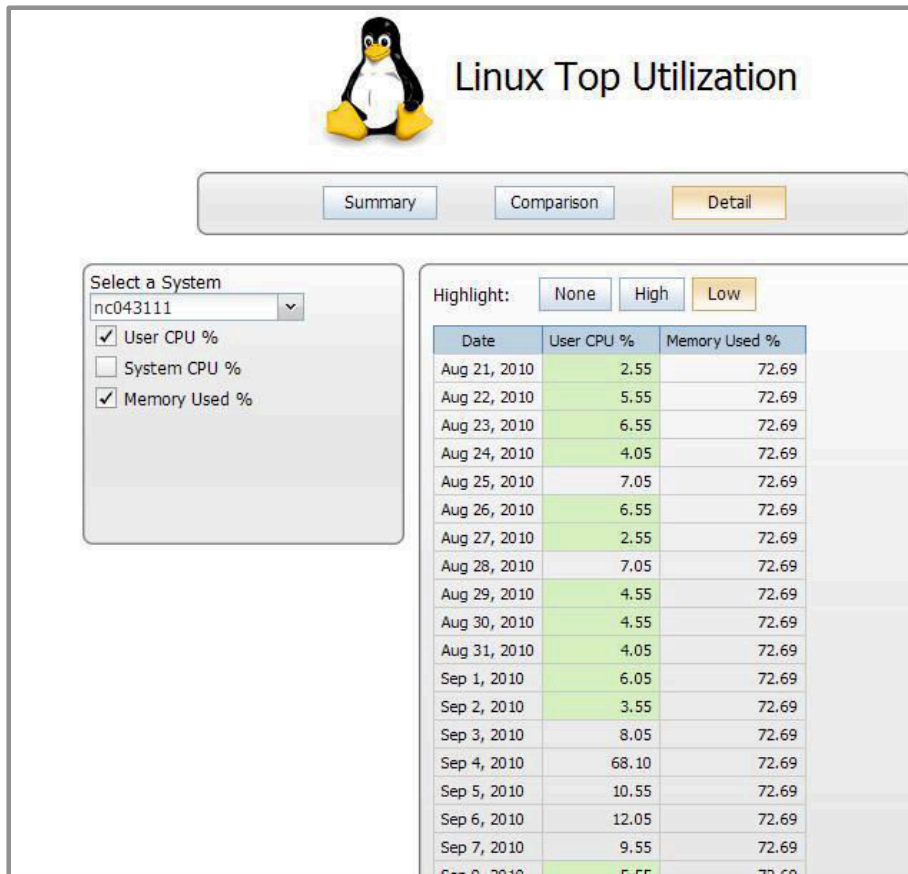 Linux Top Utilization
Summary Comparison Detail
Select a System
nc043111
User CPU %
System CPU %
Memory Used %
Highlight: None High Low
Date User CPU % Memory Used %
Aug 21, 2010 2.55 72.69
Aug 22, 2010 5.55 72.69
Aug 23, 2010 6.55 72.69
Aug 24, 2010 4.05 72.69
Aug 25, 2010 7.05 72.69
Aug 26, 2010 6.55 72.69
Aug 27, 2010 2.55 72.69
Aug 28, 2010 7.05 72.69
Aug 29, 2010 4.55 72.69
Aug 30, 2010 4.55 72.69
Aug 31, 2010 4.05 72.69
Sep 1, 2010 6.05 72.69
Sep 2, 2010 3.55 72.69
Sep 3, 2010 8.05 72.69
Sep 4, 2010 68.10 72.69
Sep 5, 2010 10.55 72.69
Sep 6, 2010 12.05 72.69
Sep 7, 2010 9.55 72.69